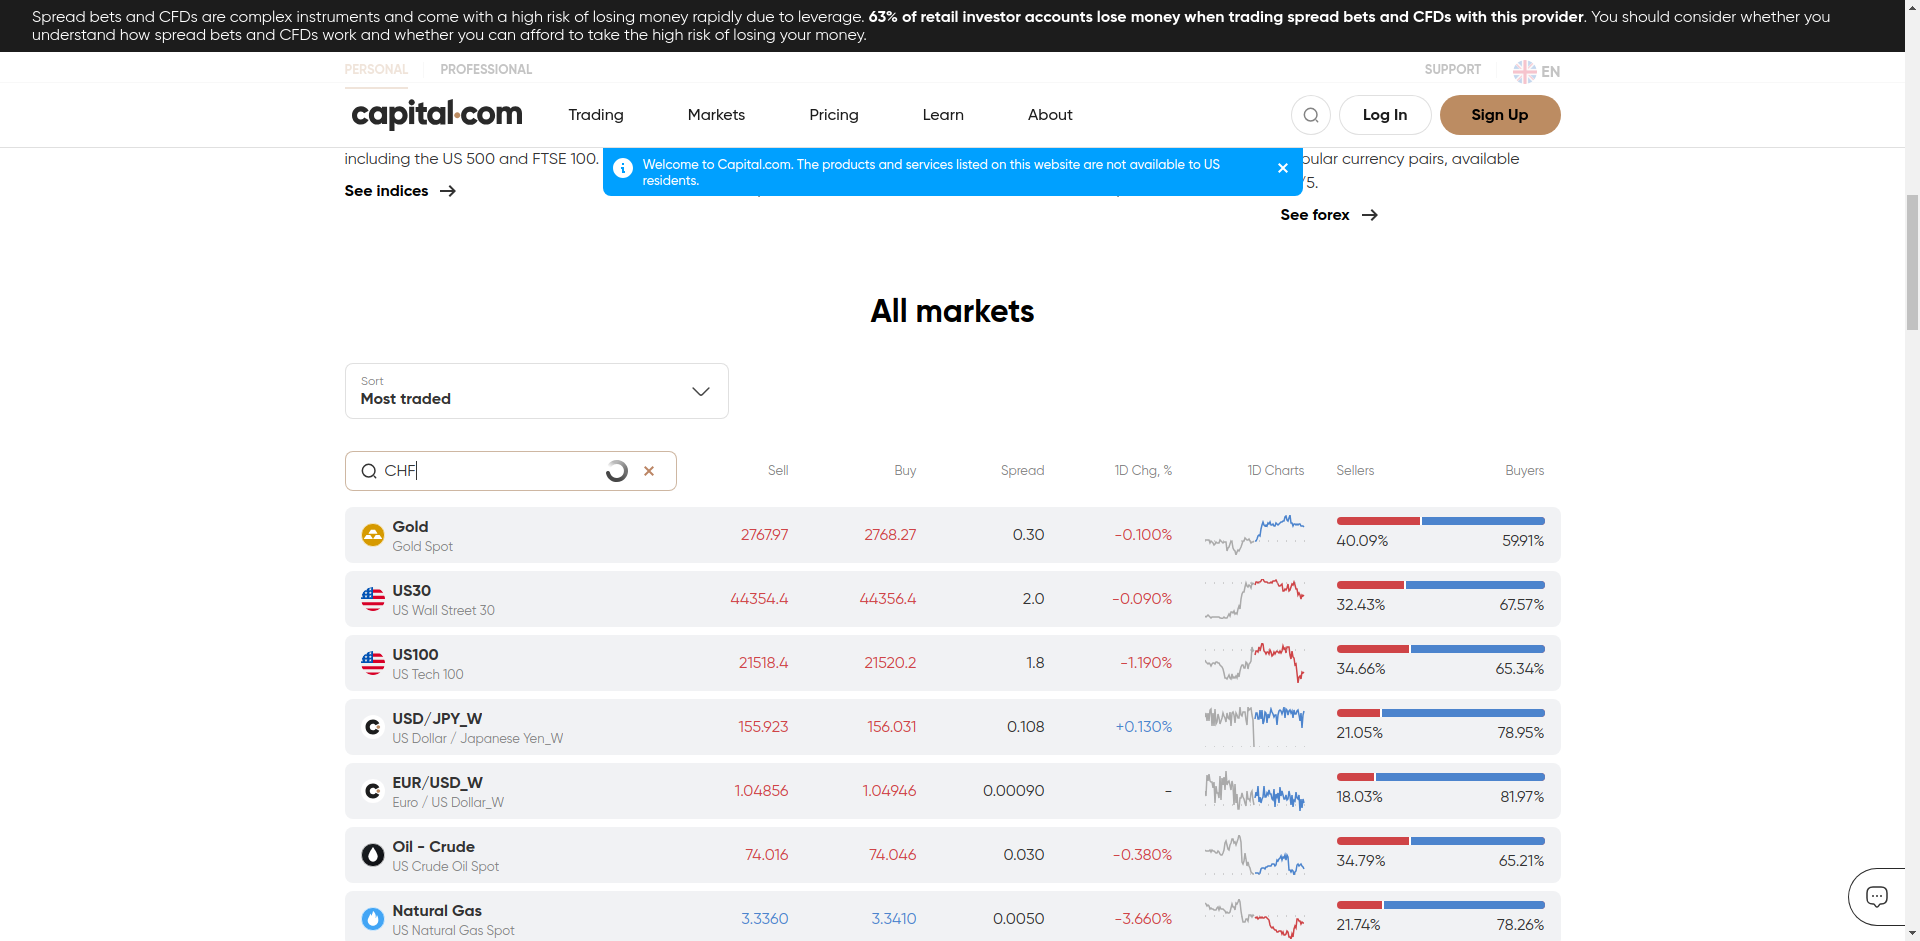 Spread bets and CFDs are complex instruments and come with a high risk of losing money rapidly due to leverage. 63% of retail investor accounts lose money when trading spread bets and CFDs with this provider. You should consider whether you
understand how spread bets and CFDs work and whether you can afford to take the high risk of losing your money.
PERSONAL PROFESSIONAL SUPPORT EN
capital.com Trading Markets Pricing Learn About Log In Sign Up
including the US 500 and FTSE 100. pular currency pairs, available
Welcome to Capital.com. The products and services listed on this website are not available to US
residents.
/5.
See indices
See forex
All markets
Sort
Most traded
CHF Sell Buy Spread 1D Chg, % 1D Charts Sellers Buyers
Gold 2767.97 2768.27 0.30 -0.100% 40.09% 59.91%
Gold Spot
US30 44354.4 44356.4 2.0 -0.090% 32.43% 67.57%
US Wall Street 30
US100 21518.4 21520.2 1.8 -1.190% 34.66% 65.34%
US Tech 100
USD/JPY_W 155.923 156.031 0.108 +0.130% 21.05% 78.95%
US Dollar / Japanese Yen_W
EUR/USD_W 1.04856 1.04946 0.00090 - 18.03% 81.97%
Euro / US Dollar_W
Oil - Crude 74.016 74.046 0.030 -0.380% 34.79% 65.21%
US Crude Oil Spot
Natural Gas 3.3360 3.3410 0.0050 -3.660% 21.74% 78.26%
US Natural Gas Spot